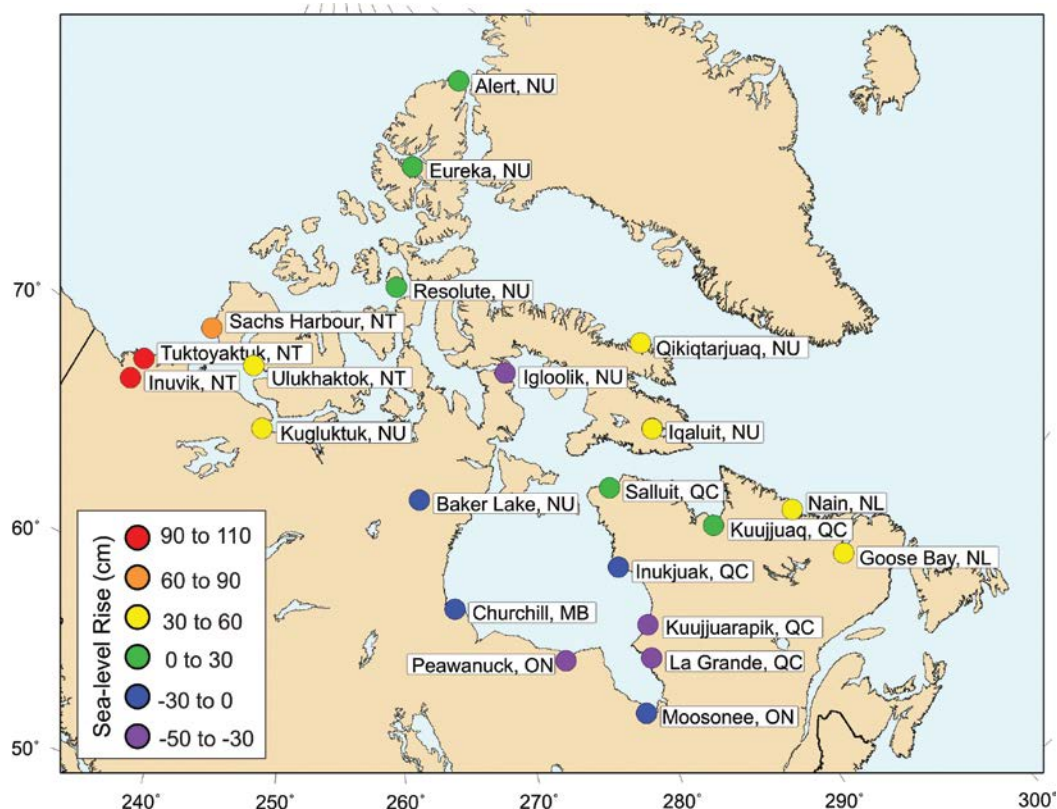 Alert, NU
Eureka, NU
70°
Resolute, NU
Sachs Harbour, NT
Qikiqtarjuaq, NU
Tuktoyaktuk, NT
Ulukhaktok, NT
Igloolik, NU
Inuvik, NT
Kugluktuk, NU
Iqaluit, NU
Salluit, QC
Baker Lake, NU
Nain, NL
60°
Kuujjuaq, QC
Goose Bay, NL
Inukjuak, QC
Churchill, MB
Kuujjuarapik, QC
Peawanuck, ON
La Grande, QC
Moosonee, ON
50°
Sea-level Rise (cm)
90 to 110
60 to 90
30 to 60
0 to 30
-30 to 0
-50 to -30
240° 250° 260° 270° 280° 290° 300°